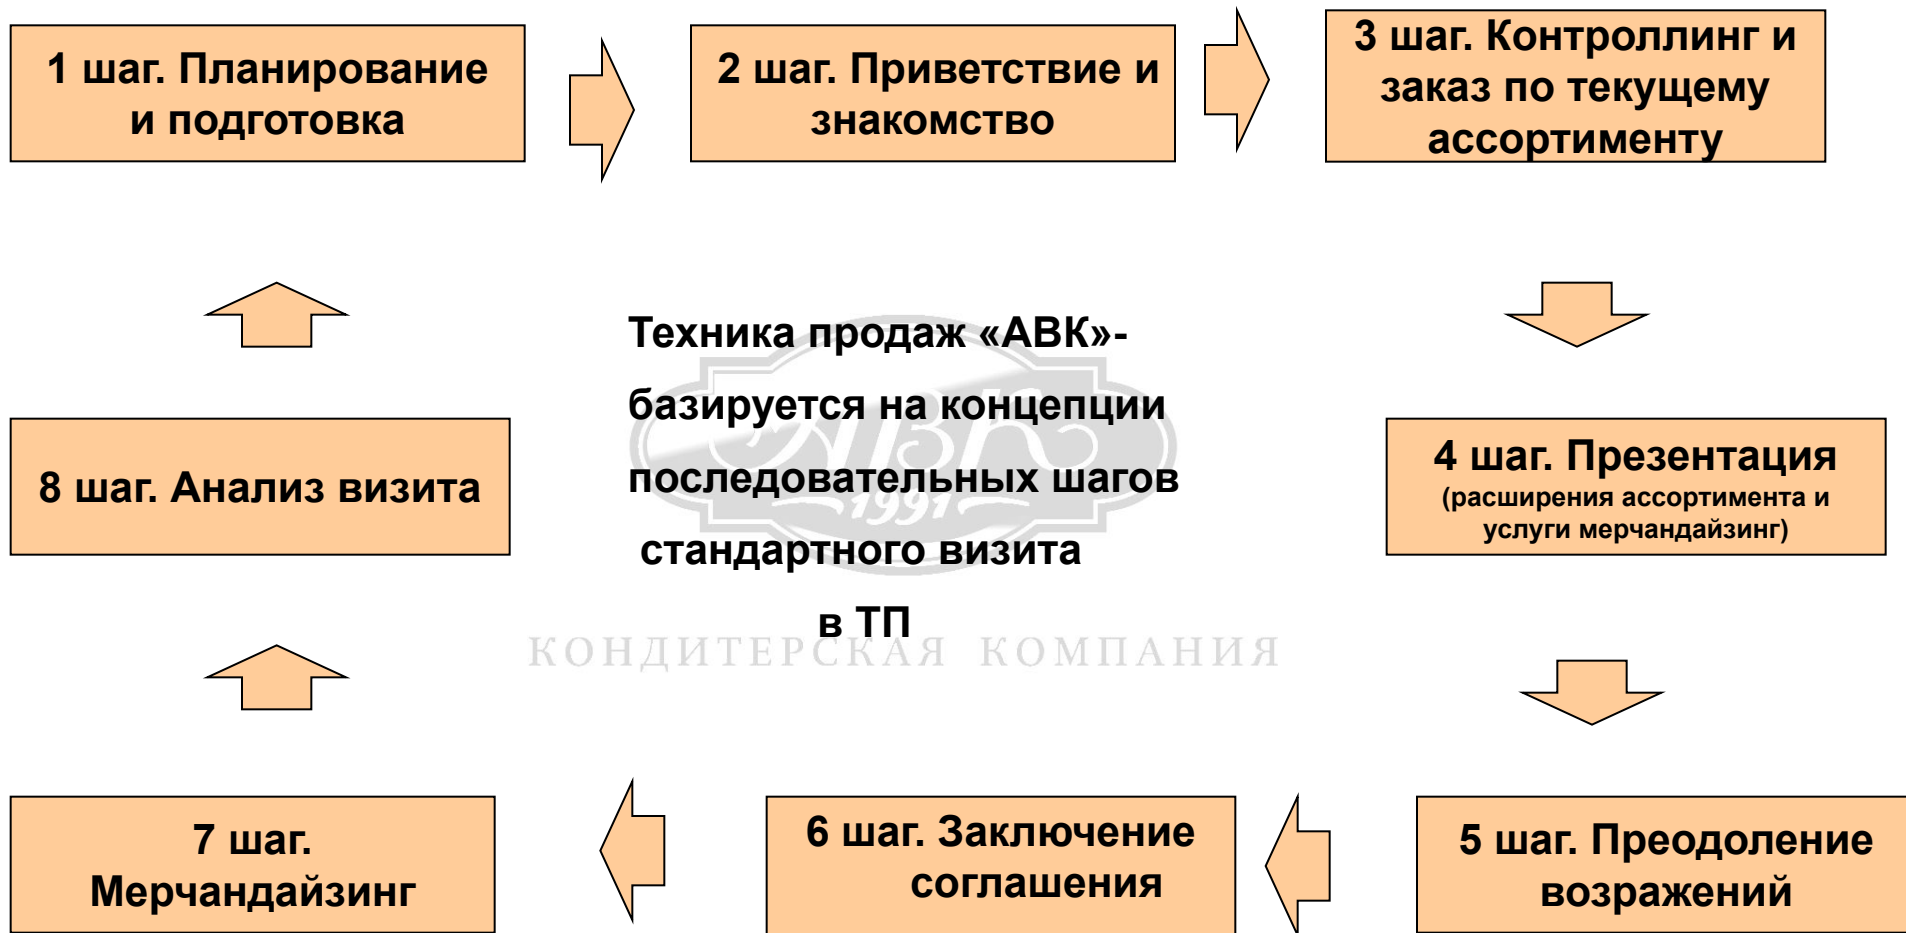 1 шаг. Планирование
и подготовка
2 шаг. Приветствие и
знакомство
3 шаг. Контроллинг и
заказ по текущему
ассортименту
4 шаг. Презентация
(расширения ассортимента и
услуги мерчандайзинг)
5 шаг. Преодоление
возражений
6 шаг. Заключение
соглашения
7 шаг.
Мерчандайзинг
8 шаг. Анализ визита
Техника продаж «АВК»-
базируется на концепции
последовательных шагов
стандартного визита
в ТП
АВК
1991
КОНДИТЕРСКАЯ КОМПАНИЯ